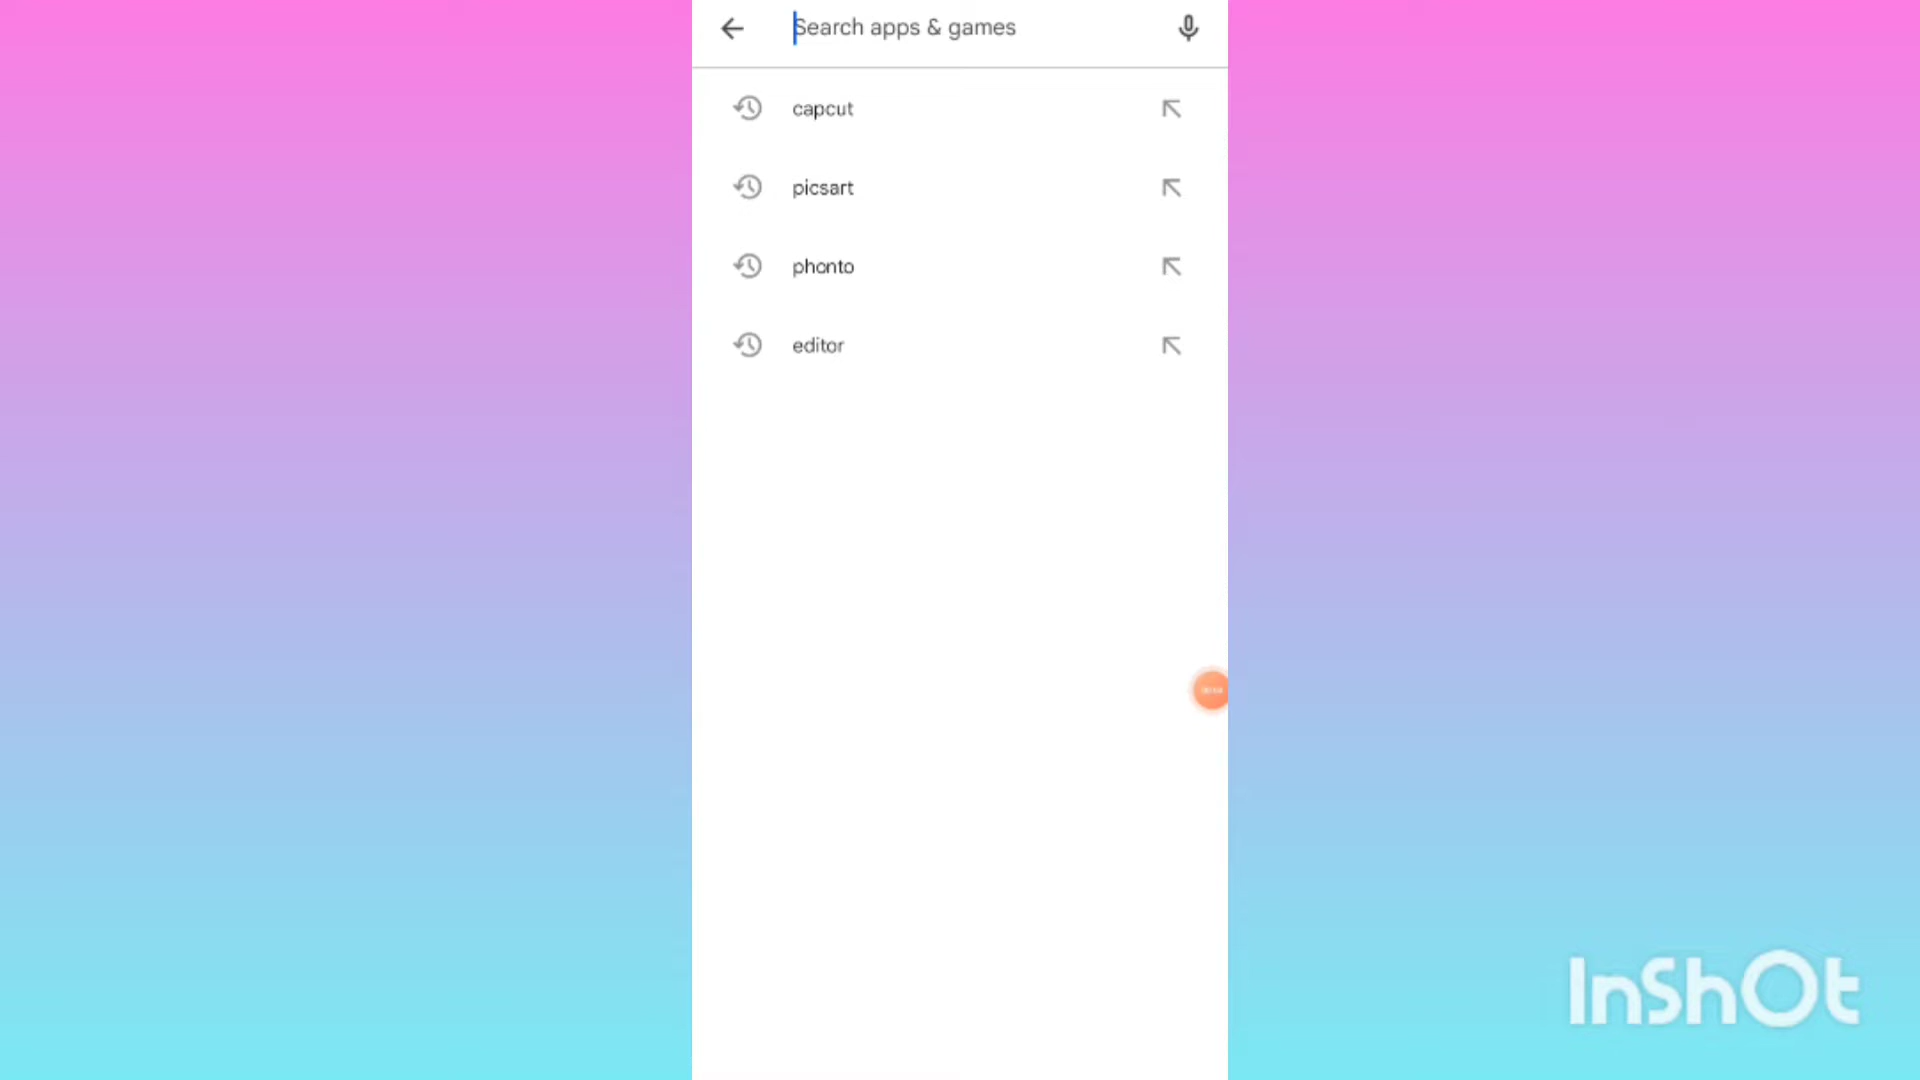 Search apps & games
capcut
picsart
phonto
editor
InShOt